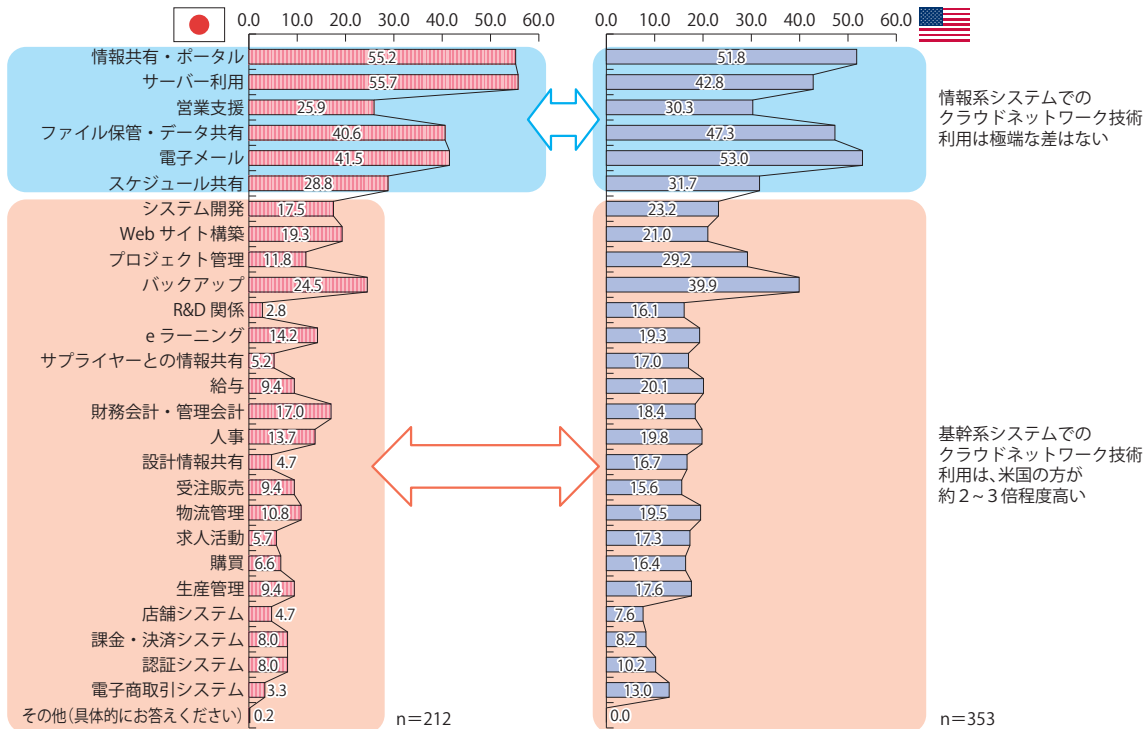 0.0 10.0 20.0 30.0 40.0 50.0 60.0 0.0 10.0 20.0 30.0 40.0 50.0 60.0
情報共有・ポータル 55.2 51.8
サーバー利用 55.7 42.8
営業支援 25.9 30.3
ファイル保管・データ共有 40.6 47.3
電子メール 41.5 53.0
スケジュール共有 28.8 31.7
情報系システムでの
クラウドネットワーク技術
利用は極端な差はない
システム開発 17.5 23.2
Web サイト構築 19.3 21.0
プロジェクト管理 11.8 29.2
バックアップ 24.5 39.9
R&D 関係 2.8 16.1
e ラーニング 14.2 19.3
サプライヤーとの情報共有 5.2 17.0
給与 9.4 20.1
財務会計・管理会計 17.0 18.4
人事 13.7 19.8
設計情報共有 4.7 16.7
受注販売 9.4 15.6
物流管理 10.8 19.5
求人活動 5.7 17.3
購買 6.6 16.4
生産管理 9.4 17.6
店舗システム 4.7 7.6
課金・決済システム 8.0 8.2
認証システム 8.0 10.2
電子商取引システム 3.3 13.0
その他（具体的にお答えください） 0.2 0.0
基幹系システムでの
クラウドネットワーク技術
利用は、米国の方が
約２～３倍程度高い
n＝212 n＝353